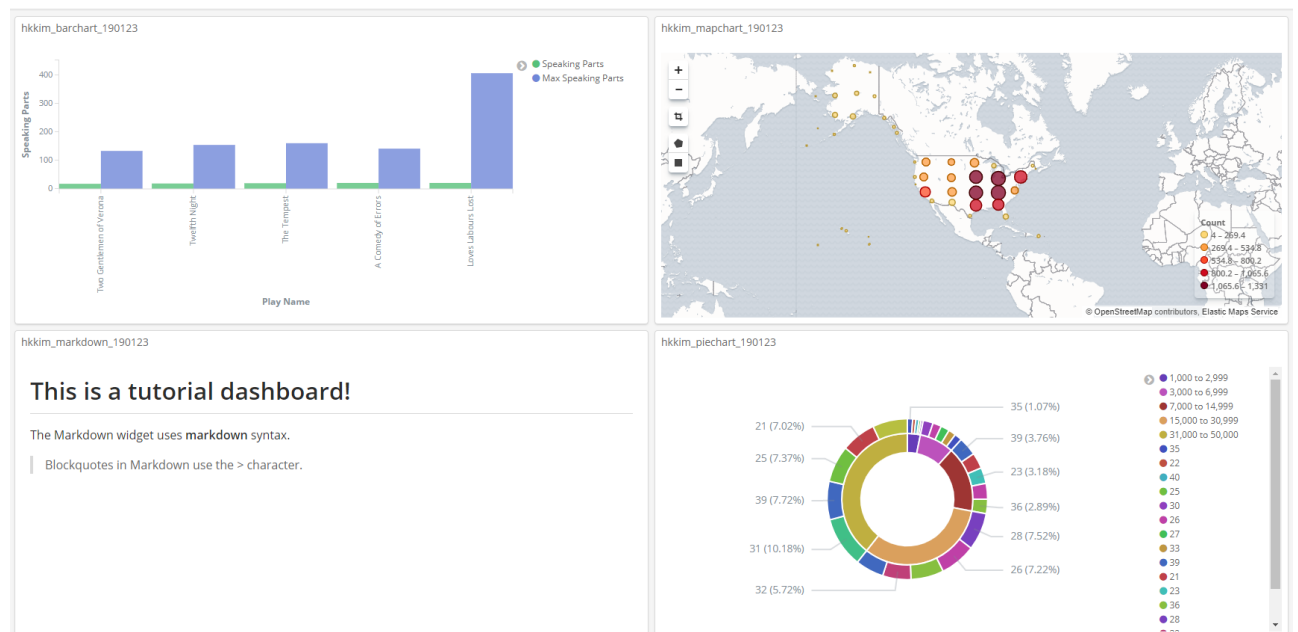 hkkim_barchart_190123
400
300
200
100
0
Speaking Parts
Two Gentlemen of Verona
Twelfth Night
The Tempest
A Comedy of Errors
Loves Labours Lost
Play Name
Speaking Parts
Max Speaking Parts
hkkim_mapchart_190123
+
−
Count
4 – 269.4
269.4 – 534.8
534.8 – 800.2
800.2 – 1,065.6
1,065.6 – 1,331
© OpenStreetMap contributors, Elastic Maps Service
hkkim_markdown_190123
This is a tutorial dashboard!
The Markdown widget uses markdown syntax.
Blockquotes in Markdown use the > character.
hkkim_piechart_190123
35 (1.07%)
39 (3.76%)
23 (3.18%)
36 (2.89%)
28 (7.52%)
26 (7.22%)
21 (7.02%)
25 (7.37%)
39 (7.72%)
31 (10.18%)
32 (5.72%)
1,000 to 2,999
3,000 to 6,999
7,000 to 14,999
15,000 to 30,999
31,000 to 50,000
35
22
40
25
30
26
27
33
39
21
23
36
28